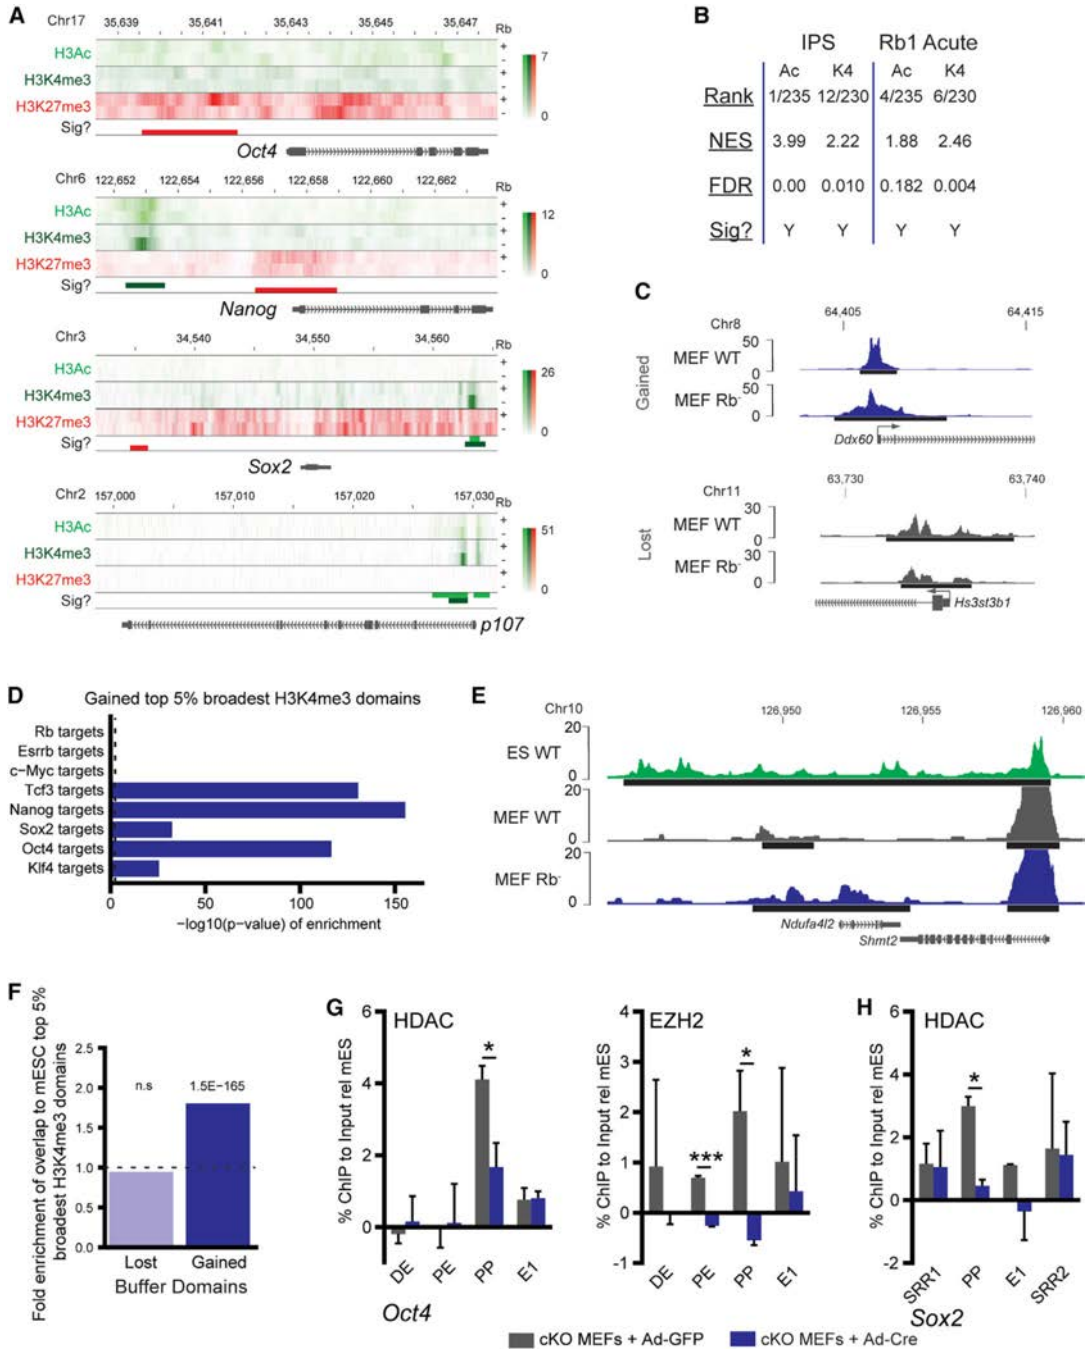 A
Chr17
35,639 35,641 35,643 35,645 35,647
Rb
H3Ac + -
H3K4me3 + -
H3K27me3 + -
Sig?
7
0
Oct4
Chr6
122,652 122,654 122,656 122,658 122,660 122,662
Rb
H3Ac + -
H3K4me3 + -
H3K27me3 + -
Sig?
12
0
Nanog
Chr3
34,540 34,550 34,560
Rb
H3Ac + -
H3K4me3 + -
H3K27me3 + -
Sig?
26
0
Sox2
Chr2
157,000 157,010 157,020 157,030
Rb
H3Ac + -
H3K4me3 + -
H3K27me3 + -
Sig?
51
0
p107
B
IPS Rb1 Acute
Ac K4 Ac K4
Rank 1/235 12/230 4/235 6/230
NES 3.99 2.22 1.88 2.46
FDR 0.00 0.010 0.182 0.004
Sig? Y Y Y Y
C
Gained
Chr8
64,405 64,415
MEF WT 50 0
MEF Rb- 50 0
Ddx60
Lost
Chr11
63,730 63,740
MEF WT 30 0
MEF Rb- 30 0
Hs3st3b1
D
Gained top 5% broadest H3K4me3 domains
Rb targets
Esrrb targets
c-Myc targets
Tcf3 targets
Nanog targets
Sox2 targets
Oct4 targets
Klf4 targets
0 50 100 150
-log10(p-value) of enrichment
E
Chr10
126,950 126,955 126,960
ES WT 20 0
MEF WT 20 0
MEF Rb- 20 0
Ndufa4l2
Shmt2
F
Fold enrichment of overlap to mESC top 5%
broadest H3K4me3 domains
2.5
2.0
1.5
1.0
0.5
0.0
n.s 1.5E-165
Lost Gained
Buffer Domains
G
HDAC
% ChIP to Input rel mES
6
4
2
0
*
DE PE PP E1
Oct4
EZH2
% ChIP to Input rel mES
4
3
2
1
0
-1
*** *
DE PE PP E1
H
HDAC
% ChIP to Input rel mES
6
4
2
0
-2
*
SRR1 PP E1 SRR2
Sox2
cKO MEFs + Ad-GFP cKO MEFs + Ad-Cre